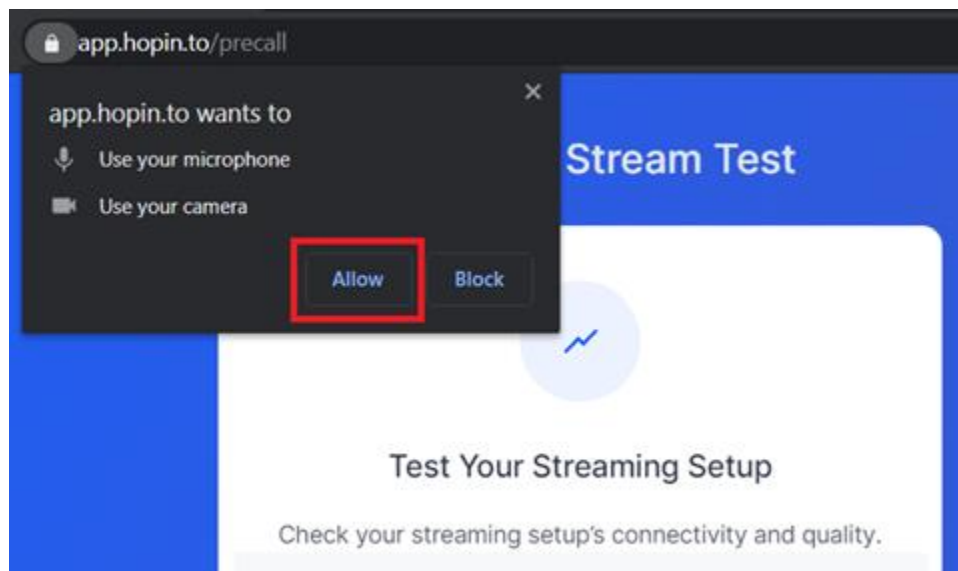 app.hopin.to/precall
app.hopin.to wants to
Use your microphone
Use your camera
Allow Block
Stream Test
Test Your Streaming Setup
Check your streaming setup's connectivity and quality.